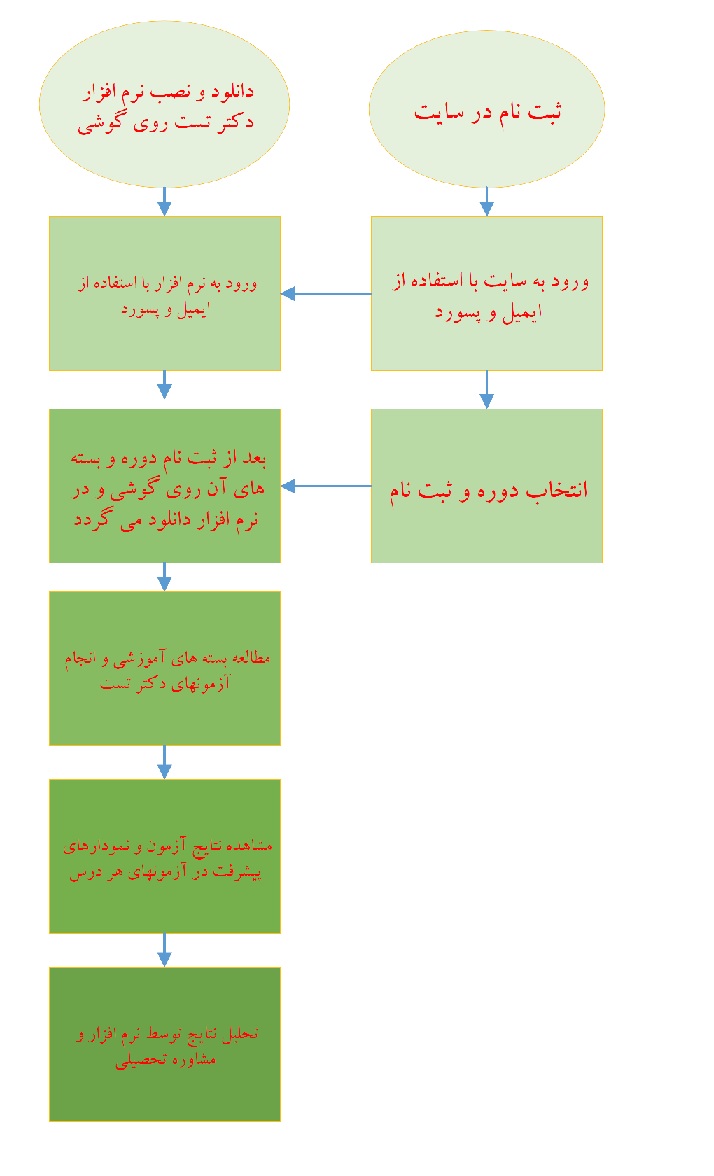 ثبت نام در سایت
دانلود و نصب نرم افزار
دکتر تست روی گوشی
ورود به سایت با استفاده از
ایمیل و پسورد
ورود به نرم افزار با استفاده از
ایمیل و پسورد
انتخاب دوره و ثبت نام
بعد از ثبت نام دوره و بسته
های آن روی گوشی و در
نرم افزار دانلود می گردد
مطالعه بسته های آموزشی و انجام
آزمونهای دکتر تست
مشاهده نتایج آزمون و نمودارهای
پیشرفت در آزمونهای هر درس
تحلیل نتایج توسط نرم افزار و
مشاوره تحصیلی